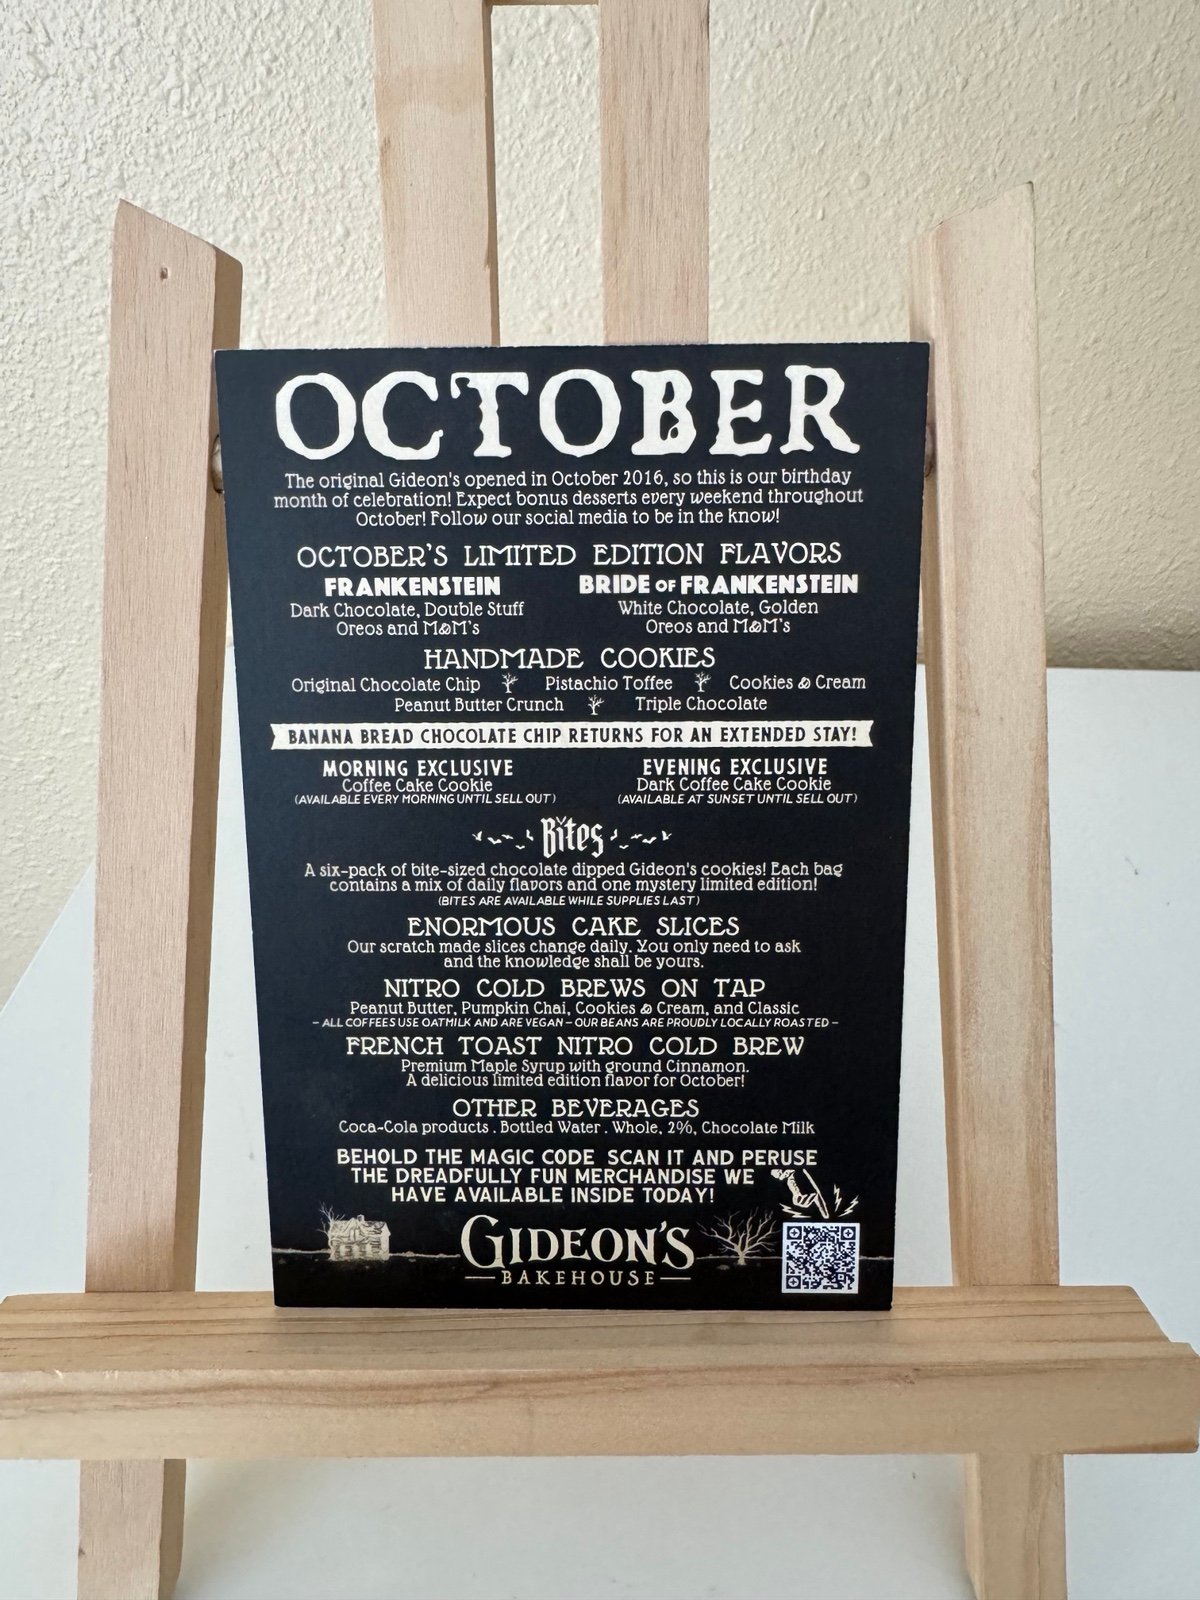 OCTOBER
The original Gideon's opened in October 2016, so this is our birthday
month of celebration! Expect bonus desserts every weekend throughout
October! Follow our social media to be in the know!
OCTOBER'S LIMITED EDITION FLAVORS
FRANKENSTEIN
Dark Chocolate, Double Stuff
Oreos and M&M's
BRIDE OF FRANKENSTEIN
White Chocolate, Golden
Oreos and M&M's
HANDMADE COOKIES
Original Chocolate Chip Pistachio Toffee Cookies & Cream
Peanut Butter Crunch Triple Chocolate
BANANA BREAD CHOCOLATE CHIP RETURNS FOR AN EXTENDED STAY!
MORNING EXCLUSIVE
Coffee Cake Cookie
(AVAILABLE EVERY MORNING UNTIL SELL OUT)
EVENING EXCLUSIVE
Dark Coffee Cake Cookie
(AVAILABLE AT SUNSET UNTIL SELL OUT)
Bites
A six-pack of bite-sized chocolate dipped Gideon's cookies! Each bag
contains a mix of daily flavors and one mystery limited edition!
(BITES ARE AVAILABLE WHILE SUPPLIES LAST)
ENORMOUS CAKE SLICES
Our scratch made slices change daily. You only need to ask
and the knowledge shall be yours.
NITRO COLD BREWS ON TAP
Peanut Butter, Pumpkin Chai, Cookies & Cream, and Classic
- ALL COFFEES USE OATMILK AND ARE VEGAN - OUR BEANS ARE PROUDLY LOCALLY ROASTED -
FRENCH TOAST NITRO COLD BREW
Premium Maple Syrup with ground Cinnamon.
A delicious limited edition flavor for October!
OTHER BEVERAGES
Coca-Cola products . Bottled Water . Whole, 2%, Chocolate Milk
BEHOLD THE MAGIC CODE SCAN IT AND PERUSE
THE DREADFULLY FUN MERCHANDISE WE
HAVE AVAILABLE INSIDE TODAY!
GIDEON'S
BAKEHOUSE